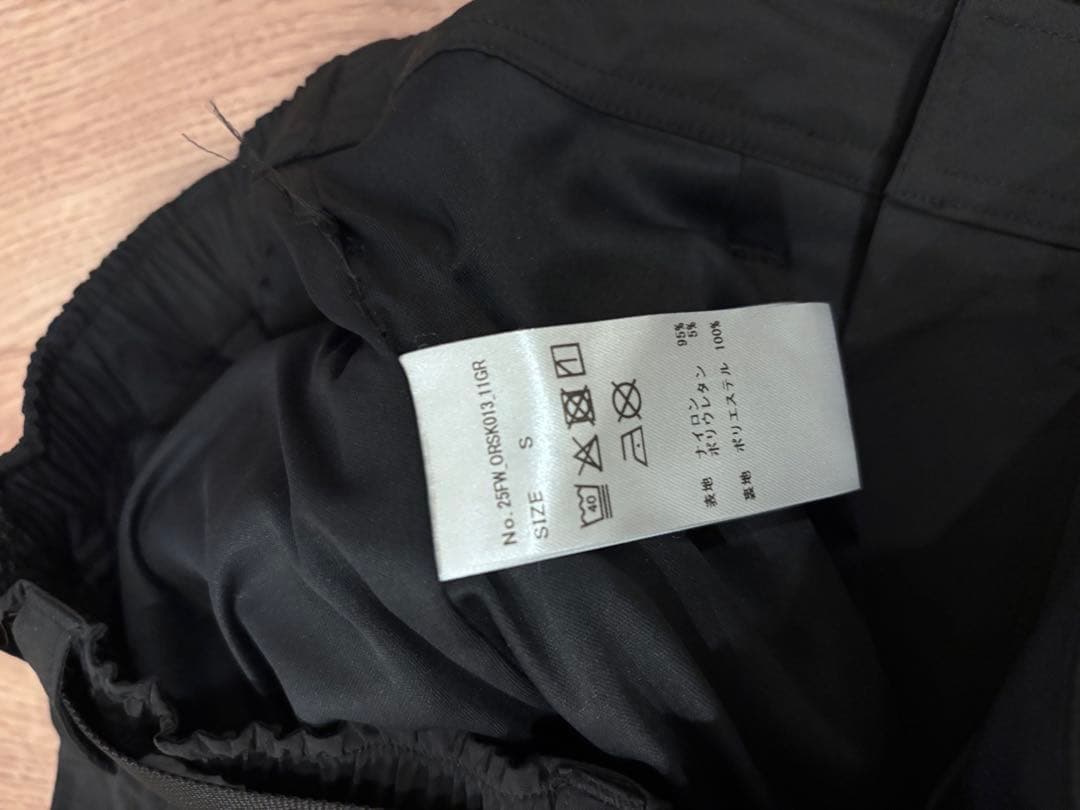 No. 25FW_ORSK013_11GR
SIZE S
40
表地 ナイロン 95%
ポリウレタン 5%
裏地 ポリエステル 100%